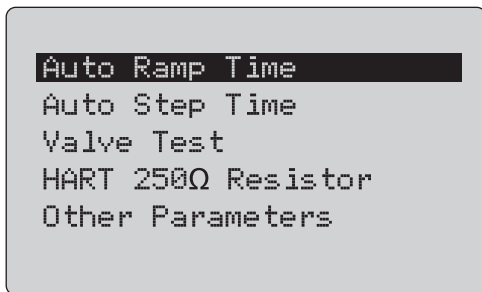 Auto Ramp Time
Auto Step Time
Valve Test
HART 250Ω Resistor
Other Parameters